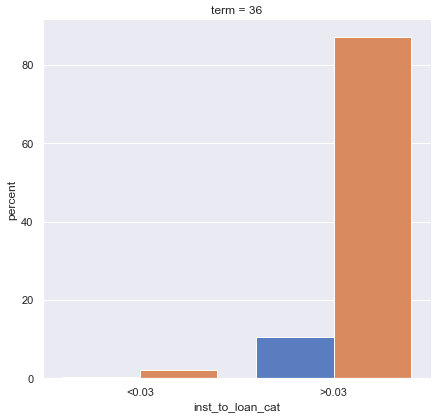 term = 36
percent
80
60
40
20
0
<0.03
>0.03
inst_to_loan_cat